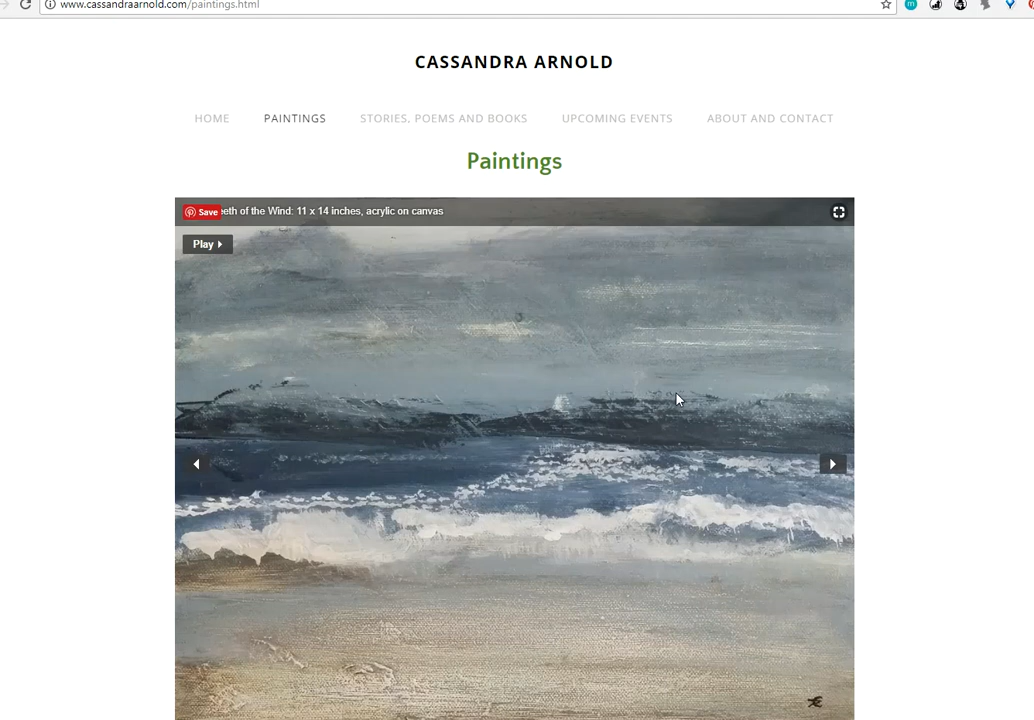 www.cassandraarnold.com/paintings.html
CASSANDRA ARNOLD
HOME PAINTINGS STORIES, POEMS AND BOOKS UPCOMING EVENTS ABOUT AND CONTACT
Paintings
Save eeth of the Wind: 11 x 14 inches, acrylic on canvas
Play